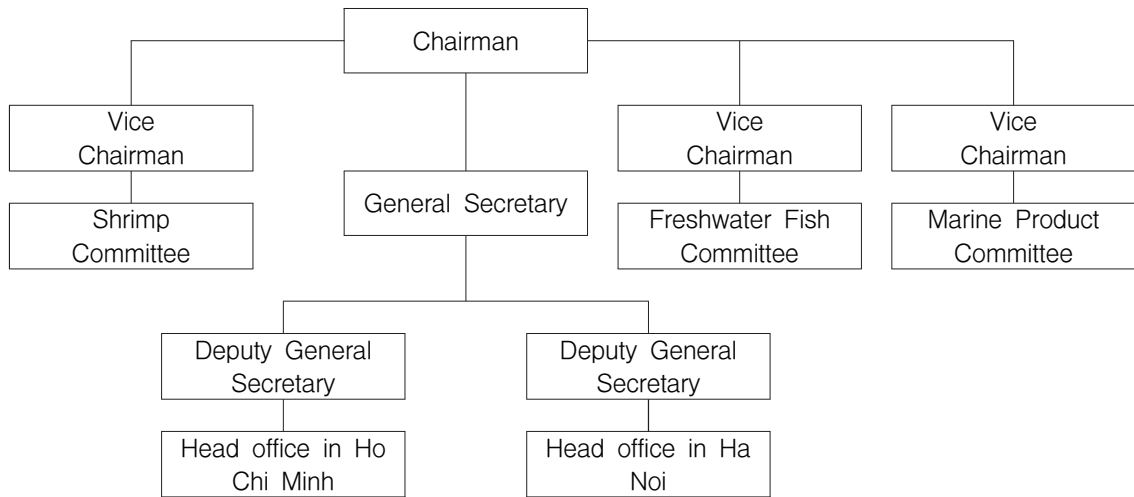 Chairman
Vice
Chairman
Vice
Chairman
Vice
Chairman
General Secretary
Shrimp
Committee
Freshwater Fish
Committee
Marine Product
Committee
Deputy General
Secretary
Deputy General
Secretary
Head office in Ho
Chi Minh
Head office in Ha
Noi